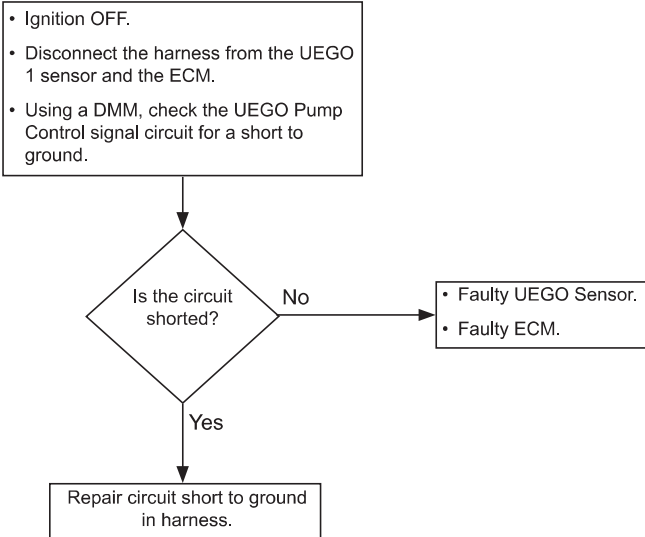 • Ignition OFF.
• Disconnect the harness from the UEGO
1 sensor and the ECM.
• Using a DMM, check the UEGO Pump
Control signal circuit for a short to
ground.
Is the circuit
shorted?
No
• Faulty UEGO Sensor.
• Faulty ECM.
Yes
Repair circuit short to ground
in harness.